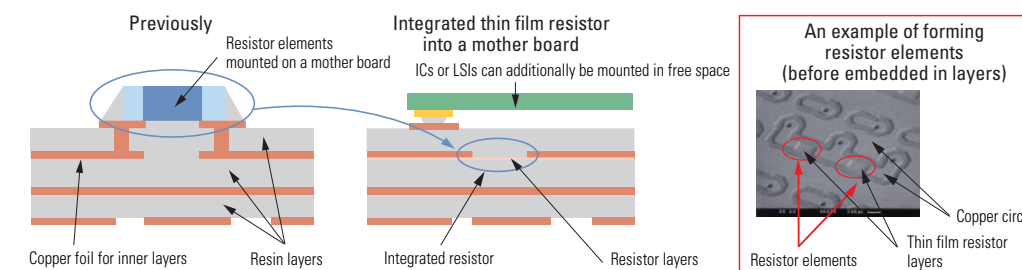 Previously
Resistor elements
mounted on a mother board
Copper foil for inner layers
Resin layers
Integrated thin film resistor
into a mother board
ICs or LSIs can additionally be mounted in free space
Integrated resistor
Resistor layers
An example of forming
resistor elements
(before embedded in layers)
Copper circ
Thin film resistor
layers
Resistor elements